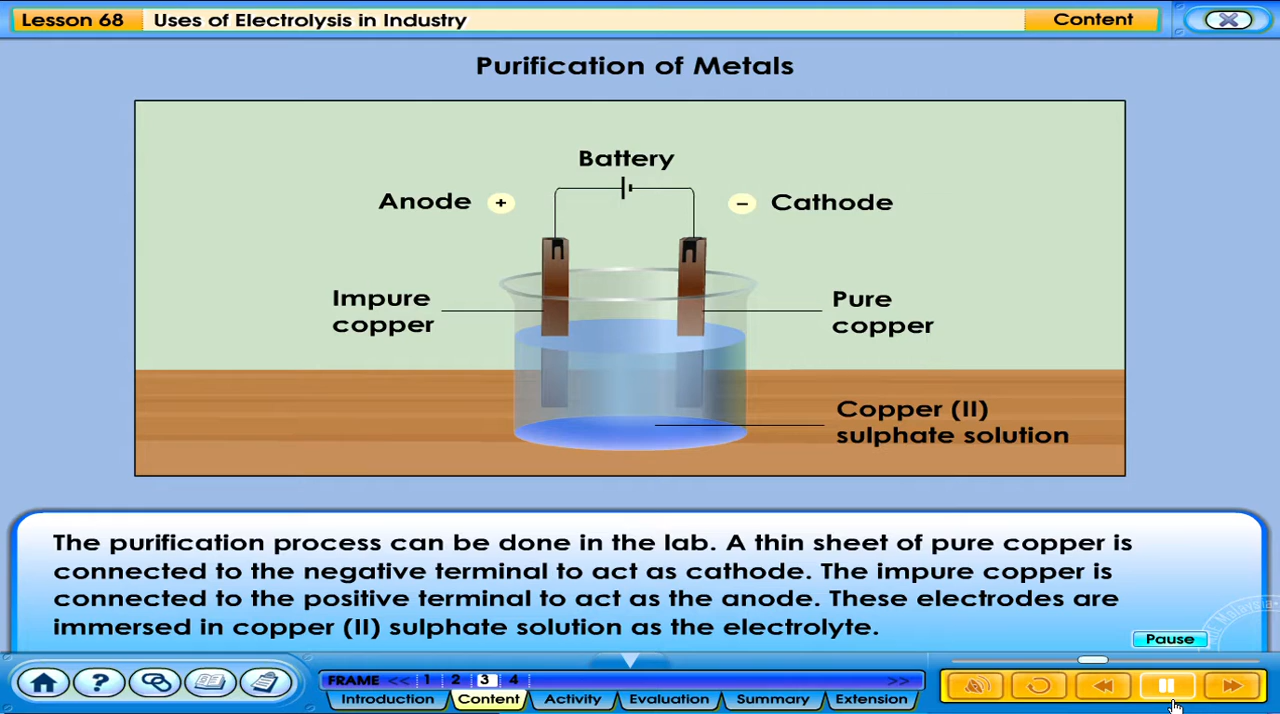 Lesson 68 Uses of Electrolysis in Industry Content
Purification of Metals
Battery
Anode + − Cathode
Impure
copper
Pure
copper
Copper (II)
sulphate solution
The purification process can be done in the lab. A thin sheet of pure copper is
connected to the negative terminal to act as cathode. The impure copper is
connected to the positive terminal to act as the anode. These electrodes are
immersed in copper (II) sulphate solution as the electrolyte.
Pause
FRAME << 1 2 3 4 >>
Introduction Content Activity Evaluation Summary Extension